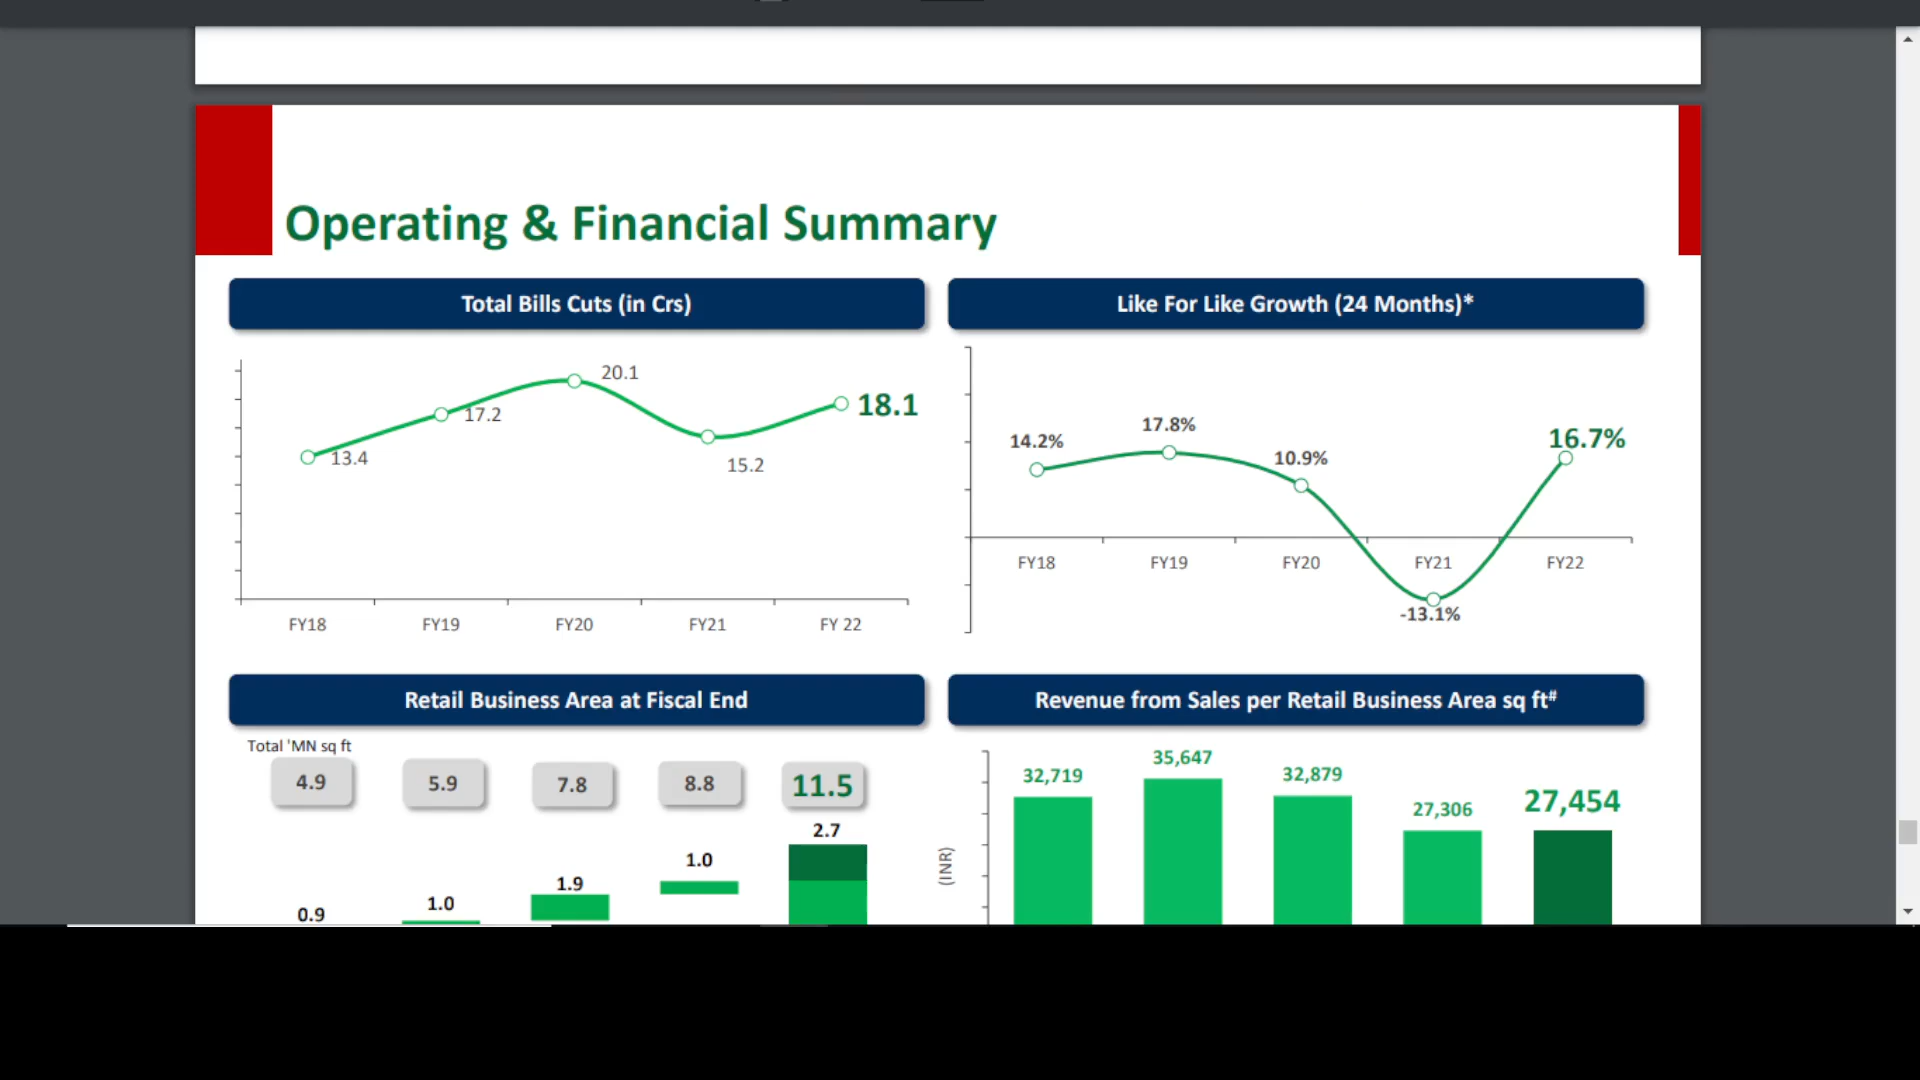 Operating & Financial Summary
Total Bills Cuts (in Crs)
13.4
17.2
20.1
15.2
18.1
FY18 FY19 FY20 FY21 FY 22
Like For Like Growth (24 Months)*
14.2%
17.8%
10.9%
-13.1%
16.7%
FY18 FY19 FY20 FY21 FY22
Retail Business Area at Fiscal End
Total 'MN sq ft
4.9 5.9 7.8 8.8 11.5
0.9 1.0 1.9 1.0 2.7
Revenue from Sales per Retail Business Area sq ft#
(INR)
32,719 35,647 32,879 27,306 27,454